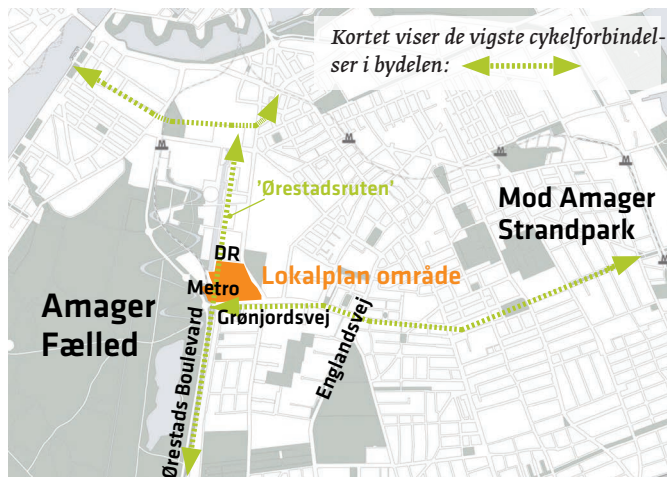 Kortet viser de vigste cykelforbindel-
ser i bydelen:
M
M
M
M
M
'Ørestadsruten'
Mod Amager
Strandpark
DR
Lokalplan område
Metro
Grønjordsvej
Amager
Fælled
Englandsvej
Ørestads Boulevard